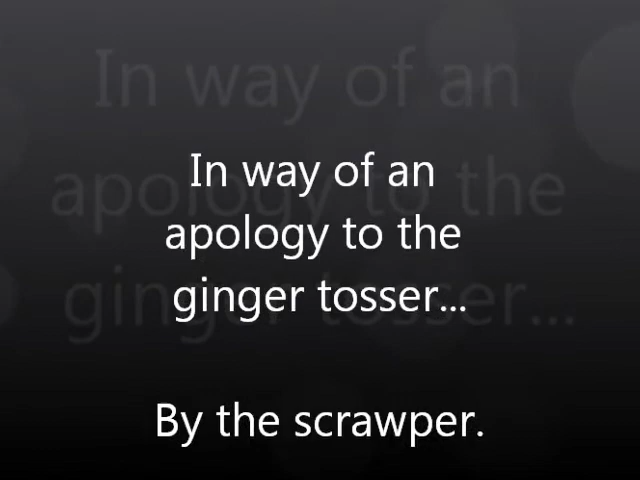 In way of an
apology to the
ginger tosser...
By the scrawper.